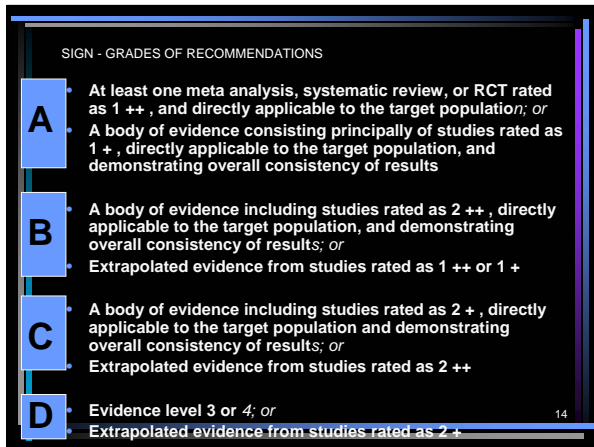 SIGN - GRADES OF RECOMMENDATIONS
A
• At least one meta analysis, systematic review, or RCT rated
as 1 ++ , and directly applicable to the target population; or
• A body of evidence consisting principally of studies rated as
1 + , directly applicable to the target population, and
demonstrating overall consistency of results
B
• A body of evidence including studies rated as 2 ++ , directly
applicable to the target population, and demonstrating
overall consistency of results; or
• Extrapolated evidence from studies rated as 1 ++ or 1 +
C
• A body of evidence including studies rated as 2 + , directly
applicable to the target population and demonstrating
overall consistency of results; or
• Extrapolated evidence from studies rated as 2 ++
D
• Evidence level 3 or 4; or
• Extrapolated evidence from studies rated as 2 +
14